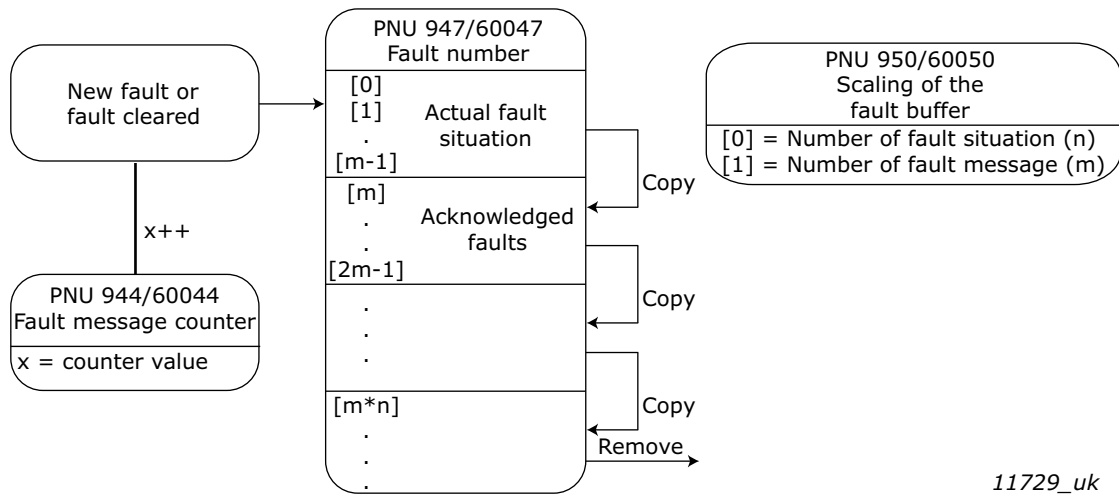 New fault or
fault cleared
x++
PNU 944/60044
Fault message counter
x = counter value
PNU 947/60047
Fault number
[0]
[1]
.
[m-1]
Actual fault
situation
[m]
.
.
[2m-1]
Acknowledged
faults
.
.
.
[m*n]
.
.
.
Copy
Copy
Copy
Remove
PNU 950/60050
Scaling of the
fault buffer
[0] = Number of fault situation (n)
[1] = Number of fault message (m)
11729_uk